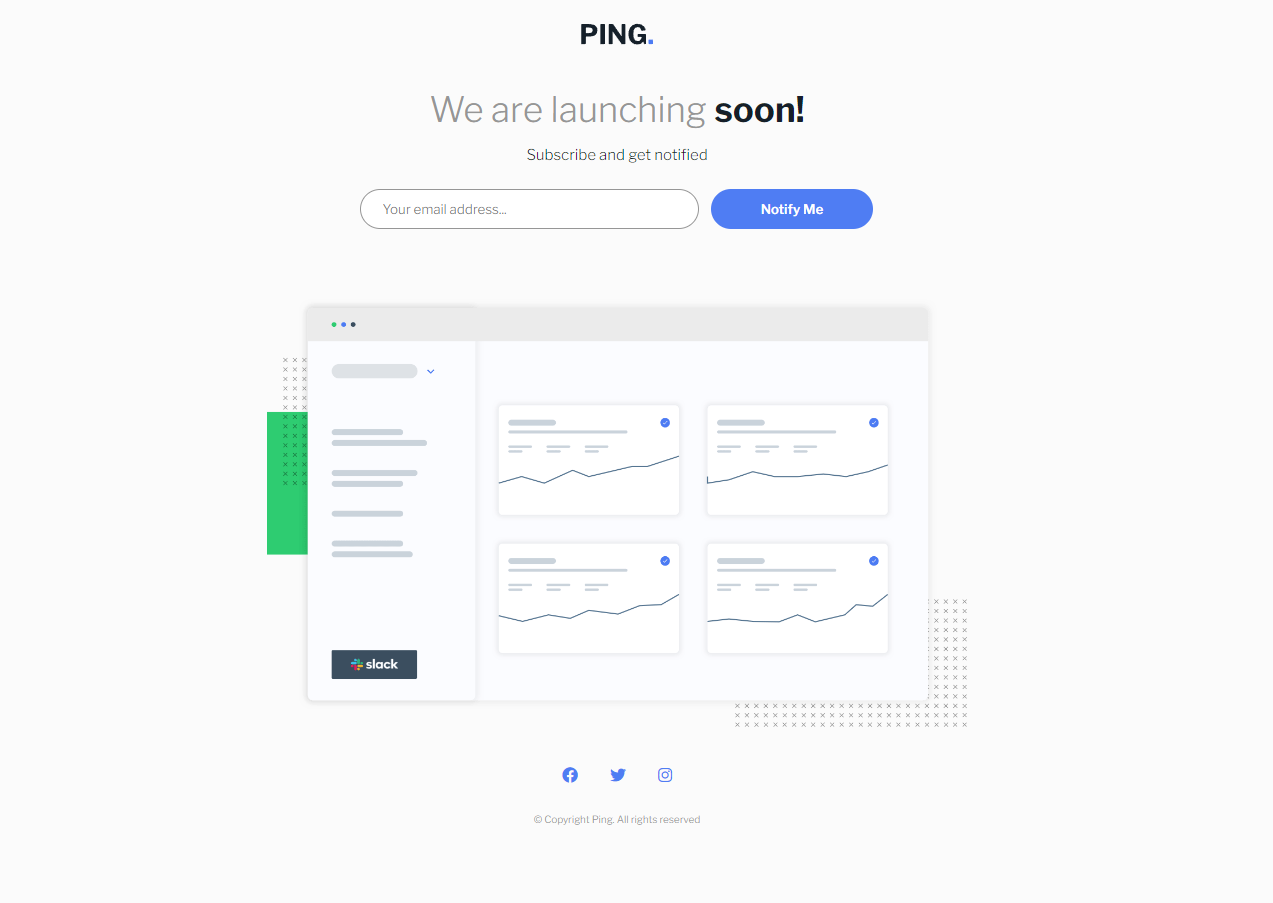 PING.
We are launching soon!
Subscribe and get notified
Your email address...
Notify Me
slack
© Copyright Ping. All rights reserved